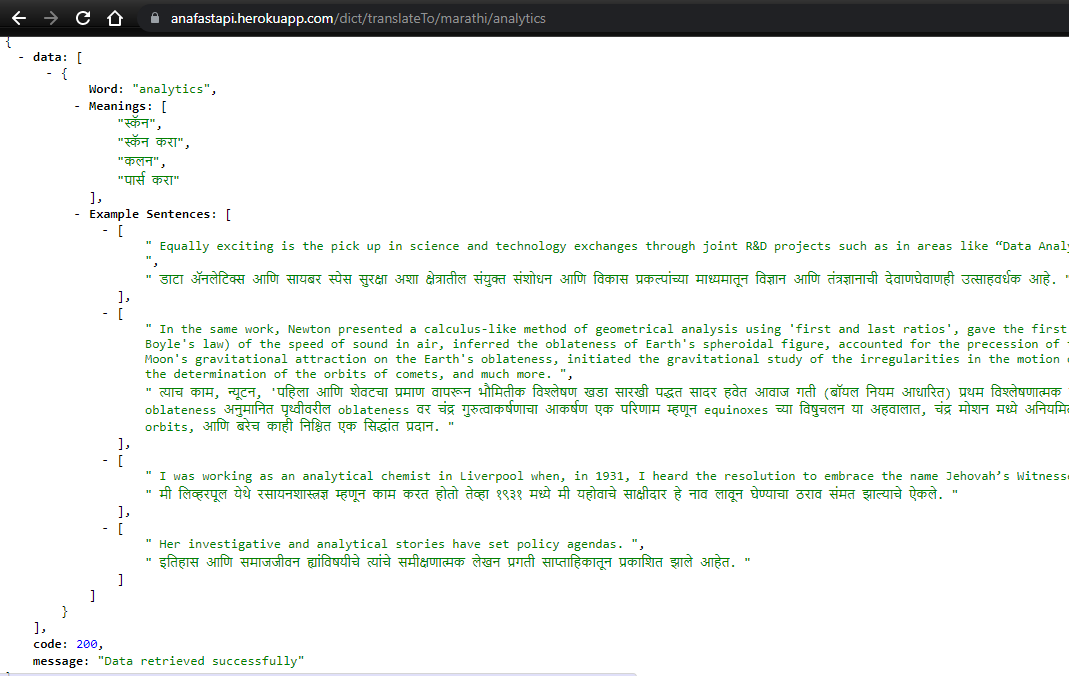 anafastapi.herokuapp.com/dict/translateTo/marathi/analytics
{
- data: [
- {
Word: "analytics",
- Meanings: [
"स्कॅन",
"स्कॅन करा",
"कलन",
"पार्स करा"
],
- Example Sentences: [
- [
" Equally exciting is the pick up in science and technology exchanges through joint R&D projects such as in areas like “Data Analy
",
" डाटा ॲनलेटिक्स आणि सायबर स्पेस सुरक्षा अशा क्षेत्रातील संयुक्त संशोधन आणि विकास प्रकल्पांच्या माध्यमातून विज्ञान आणि तंत्रज्ञानाची देवाणघेवाणही उत्साहवर्धक आहे. "
],
- [
" In the same work, Newton presented a calculus-like method of geometrical analysis using 'first and last ratios', gave the first
Boyle's law) of the speed of sound in air, inferred the oblateness of Earth's spheroidal figure, accounted for the precession of
Moon's gravitational attraction on the Earth's oblateness, initiated the gravitational study of the irregularities in the motion
the determination of the orbits of comets, and much more. ",
" त्याच काम, न्यूटन, 'पहिला आणि शेवटचा प्रमाण वापरून भौमितीक विश्लेषण खडा सारखी पद्धत सादर हवेत आवाज गती (बॉयल नियम आधारित) प्रथम विश्लेषणात्मक
oblateness अनुमानित पृथ्वीवरील oblateness वर चंद्र गुरुत्वाकर्षणाचा आकर्षण एक परिणाम म्हणून equinoxes च्या विषुचलन या अहवालात, चंद्र मोशन मध्ये अनियमि
orbits, आणि बरेच काही निश्चित एक सिद्धांत प्रदान. "
],
- [
" I was working as an analytical chemist in Liverpool when, in 1931, I heard the resolution to embrace the name Jehovah’s Witnesse
" मी लिव्हरपूल येथे रसायनशास्त्रज्ञ म्हणून काम करत होतो तेव्हा १९३१ मध्ये मी यहोवाचे साक्षीदार हे नाव लावून घेण्याचा ठराव संमत झाल्याचे ऐकले. "
],
- [
" Her investigative and analytical stories have set policy agendas. ",
" इतिहास आणि समाजजीवन ह्यांविषयीचे त्यांचे समीक्षणात्मक लेखन प्रगती साप्ताहिकातून प्रकाशित झाले आहेत. "
]
]
}
],
code: 200,
message: "Data retrieved successfully"